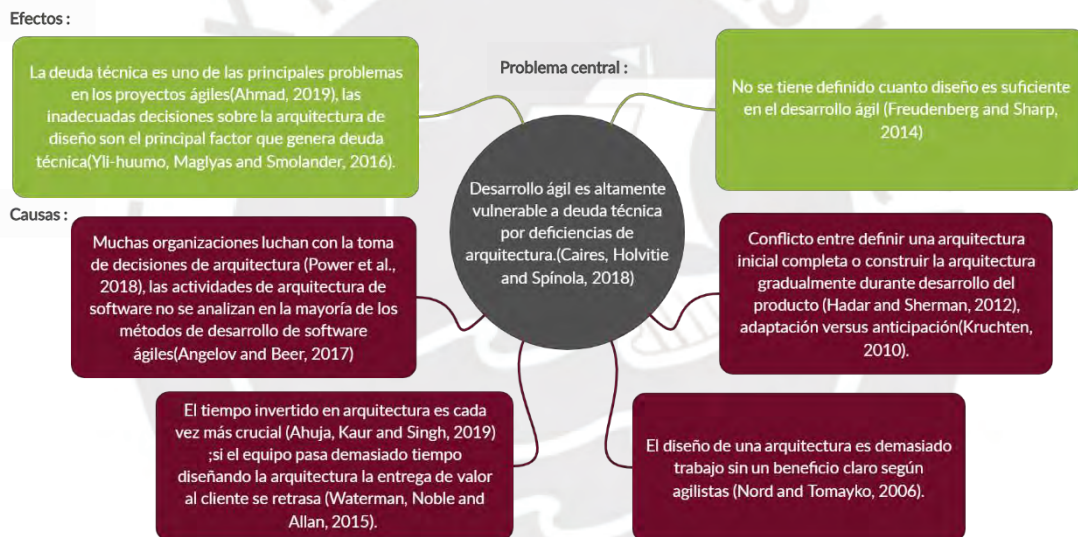 Efectos :
La deuda técnica es uno de las principales problemas
en los proyectos ágiles(Ahmad, 2019), las
inadecuadas decisiones sobre la arquitectura de
diseño son el principal factor que genera deuda
técnica(Yli-huumo, Maglyas and Smolander, 2016).
Problema central :
No se tiene definido cuanto diseño es suficiente
en el desarrollo ágil (Freudenberg and Sharp,
2014)
Desarrollo ágil es altamente
vulnerable a deuda técnica
por deficiencias de
arquitectura.(Caires, Holvitie
and Spínola, 2018)
Causas :
Muchas organizaciones luchan con la toma
de decisiones de arquitectura (Power et al.,
2018), las actividades de arquitectura de
software no se analizan en la mayoría de los
métodos de desarrollo de software
ágiles(Angelov and Beer, 2017)
Conflicto entre definir una arquitectura
inicial completa o construir la arquitectura
gradualmente durante desarrollo del
producto (Hadar and Sherman, 2012),
adaptación versus anticipación(Kruchten,
2010).
El tiempo invertido en arquitectura es cada
vez más crucial (Ahuja, Kaur and Singh, 2019)
;si el equipo pasa demasiado tiempo
diseñando la arquitectura la entrega de valor
al cliente se retrasa (Waterman, Noble and
Allan, 2015).
El diseño de una arquitectura es demasiado
trabajo sin un beneficio claro según
agilistas (Nord and Tomayko, 2006).